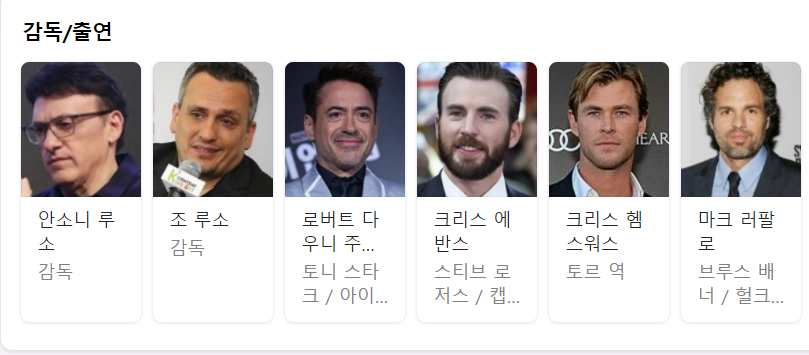 감독/출연
안소니 루
소
감독
조 루소
감독
로버트 다
우니 주...
토니 스타
크 / 아이...
크리스 에
반스
스티브 로
저스 / 캡...
크리스 헴
스워스
토르 역
마크 러팔
로
브루스 배
너 / 헐크...